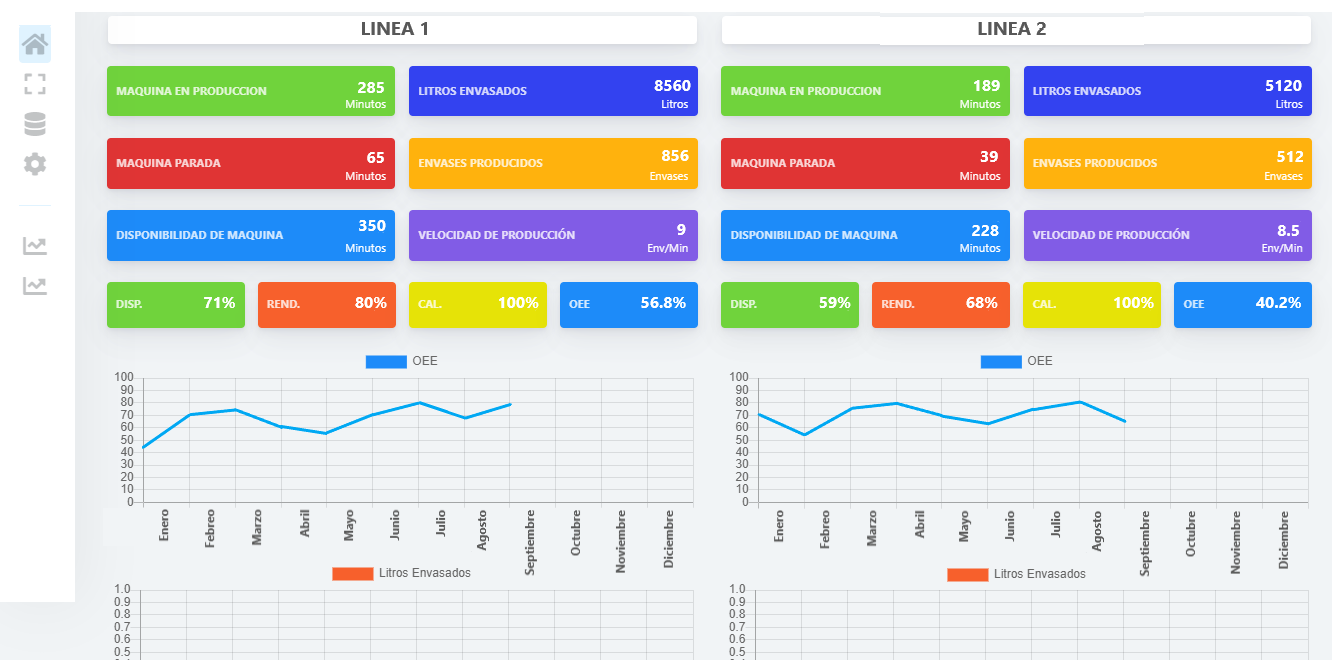 LINEA 1
MAQUINA EN PRODUCCION 285
Minutos
LITROS ENVASADOS 8560
Litros
MAQUINA PARADA 65
Minutos
ENVASES PRODUCIDOS 856
Envases
DISPONIBILIDAD DE MAQUINA 350
Minutos
VELOCIDAD DE PRODUCCIÓN 9
Env/Min
DISP. 71%
REND. 80%
CAL. 100%
OEE 56.8%
OEE
100
90
80
70
60
50
40
30
20
10
0
Enero
Febreo
Marzo
Abril
Mayo
Junio
Julio
Agosto
Septiembre
Octubre
Noviembre
Diciembre
Litros Envasados
1.0
0.9
0.8
0.7
0.6
0.5
LINEA 2
MAQUINA EN PRODUCCION 189
Minutos
LITROS ENVASADOS 5120
Litros
MAQUINA PARADA 39
Minutos
ENVASES PRODUCIDOS 512
Envases
DISPONIBILIDAD DE MAQUINA 228
Minutos
VELOCIDAD DE PRODUCCIÓN 8.5
Env/Min
DISP. 59%
REND. 68%
CAL. 100%
OEE 40.2%
OEE
100
90
80
70
60
50
40
30
20
10
0
Enero
Febreo
Marzo
Abril
Mayo
Junio
Julio
Agosto
Septiembre
Octubre
Noviembre
Diciembre
Litros Envasados
1.0
0.9
0.8
0.7
0.6
0.5